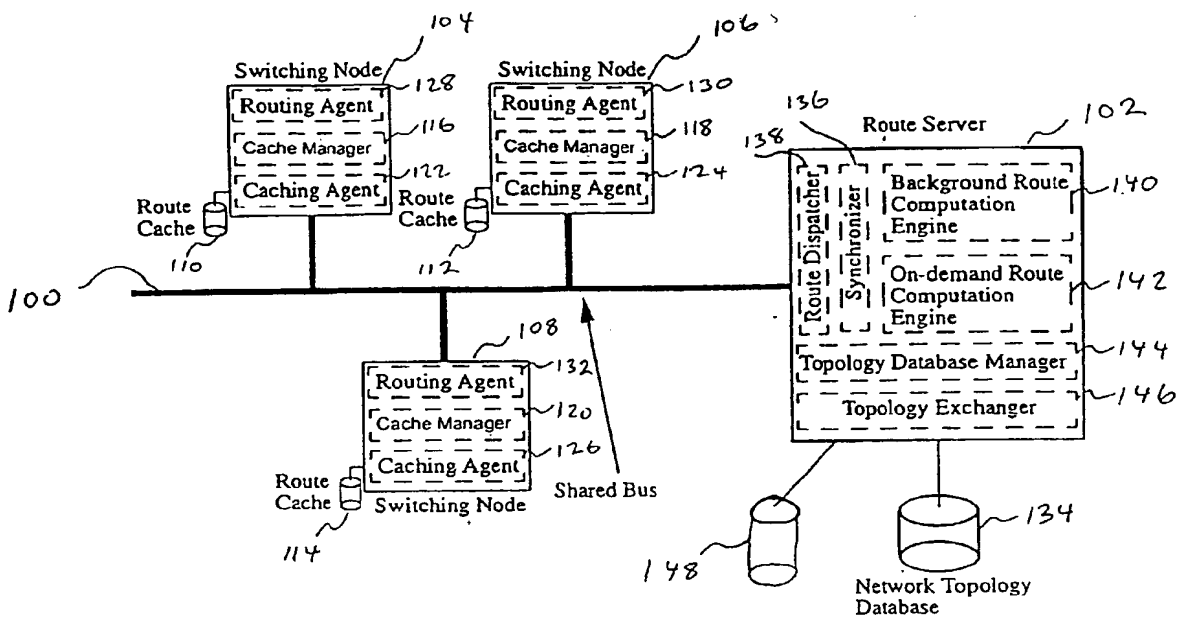 104
Switching Node
128
Routing Agent
116
Cache Manager
122
Caching Agent
Route
Cache
110
106
Switching Node
130
Routing Agent
118
Cache Manager
124
Caching Agent
Route
Cache
112
136
Route Server
102
138
Route Dispatcher
Synchronizer
Background Route
Computation
Engine
140
On-demand Route
Computation
Engine
142
Topology Database Manager
144
Topology Exchanger
146
100
108
Routing Agent
132
Cache Manager
120
Caching Agent
126
Route
Cache
Switching Node
114
Shared Bus
148
134
Network Topology
Database